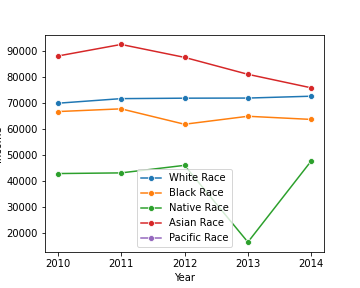 90000
80000
70000
60000
50000
40000
30000
20000
White Race
Black Race
Native Race
Asian Race
Pacific Race
2010 2011 2012 2013 2014
Year